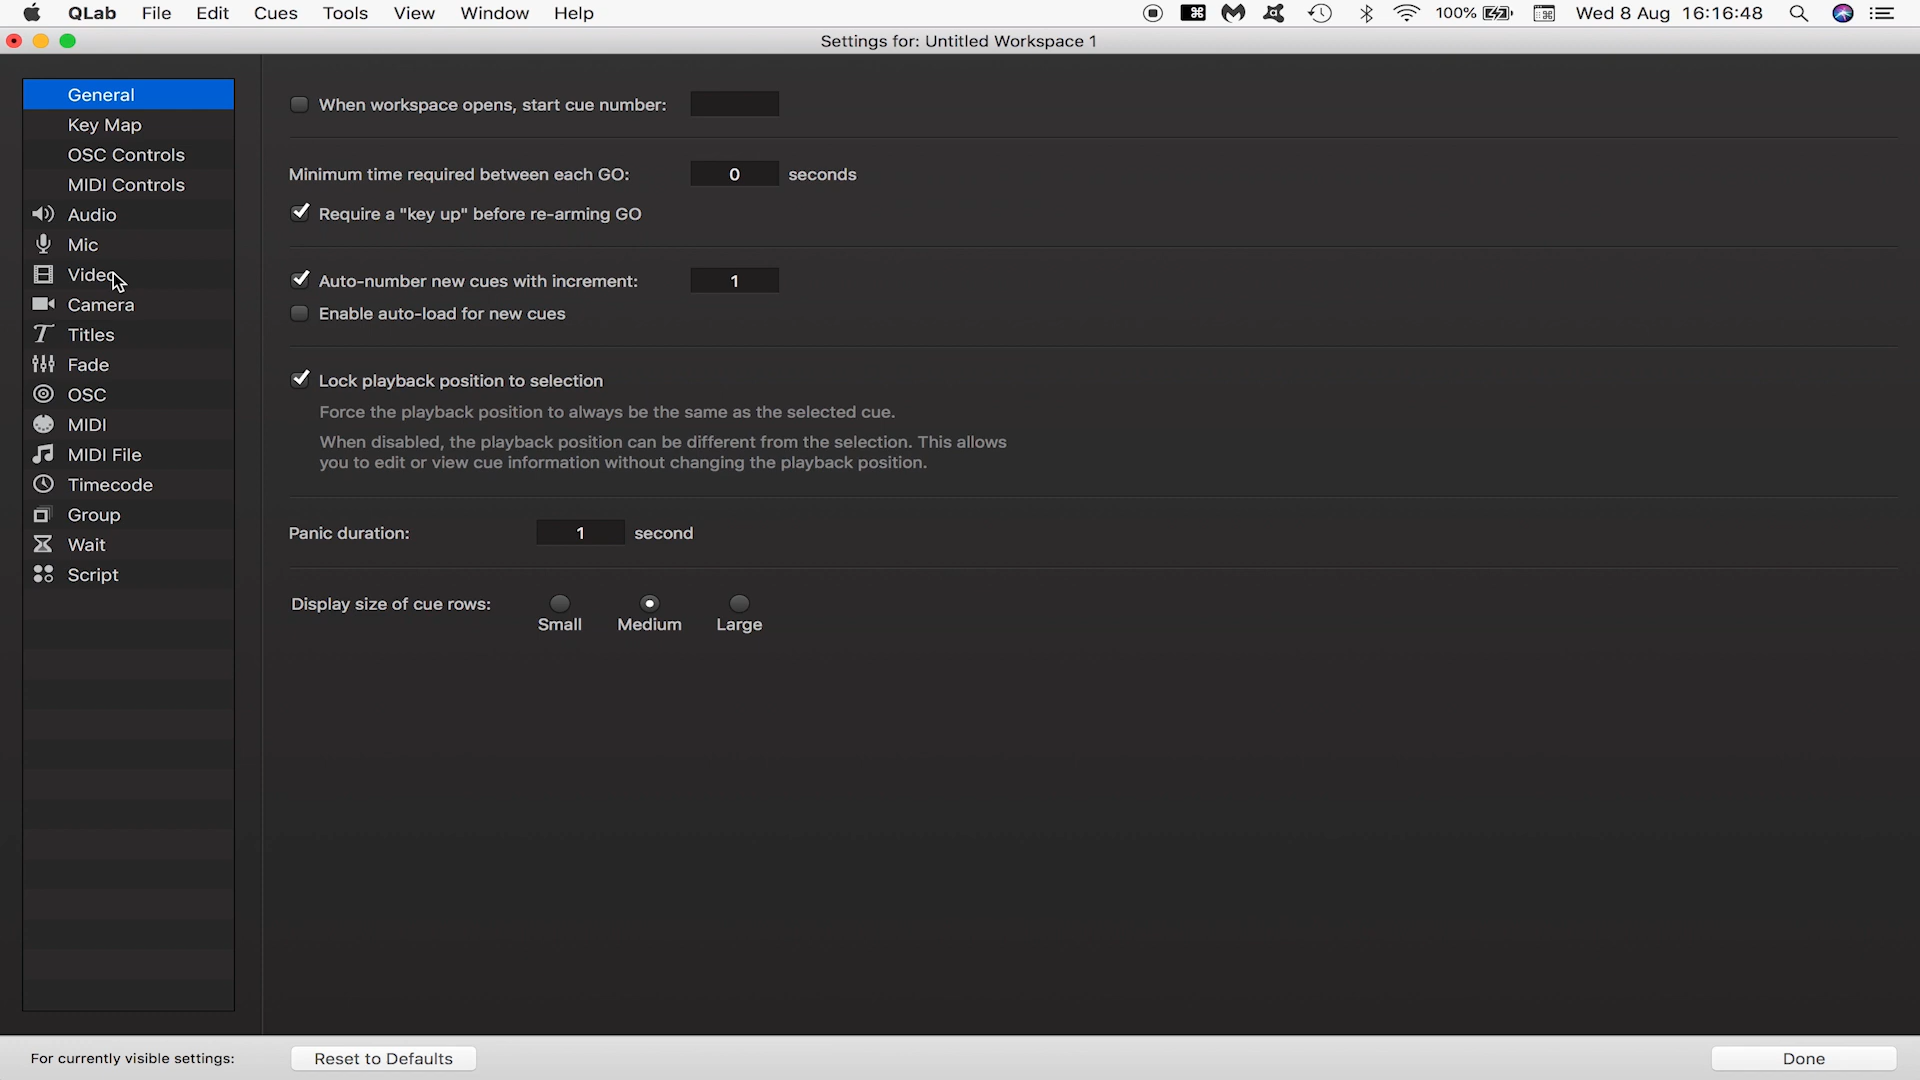 QLab File Edit Cues Tools View Window Help 100% Wed 8 Aug 16:16:48
Settings for: Untitled Workspace 1
General
Key Map
OSC Controls
MIDI Controls
Audio
Mic
Video
Camera
Titles
Fade
OSC
MIDI
MIDI File
Timecode
Group
Wait
Script
When workspace opens, start cue number:
Minimum time required between each GO: 0 seconds
Require a "key up" before re-arming GO
Auto-number new cues with increment: 1
Enable auto-load for new cues
Lock playback position to selection
Force the playback position to always be the same as the selected cue.
When disabled, the playback position can be different from the selection. This allows
you to edit or view cue information without changing the playback position.
Panic duration: 1 second
Display size of cue rows:
Small Medium Large
For currently visible settings: Reset to Defaults Done